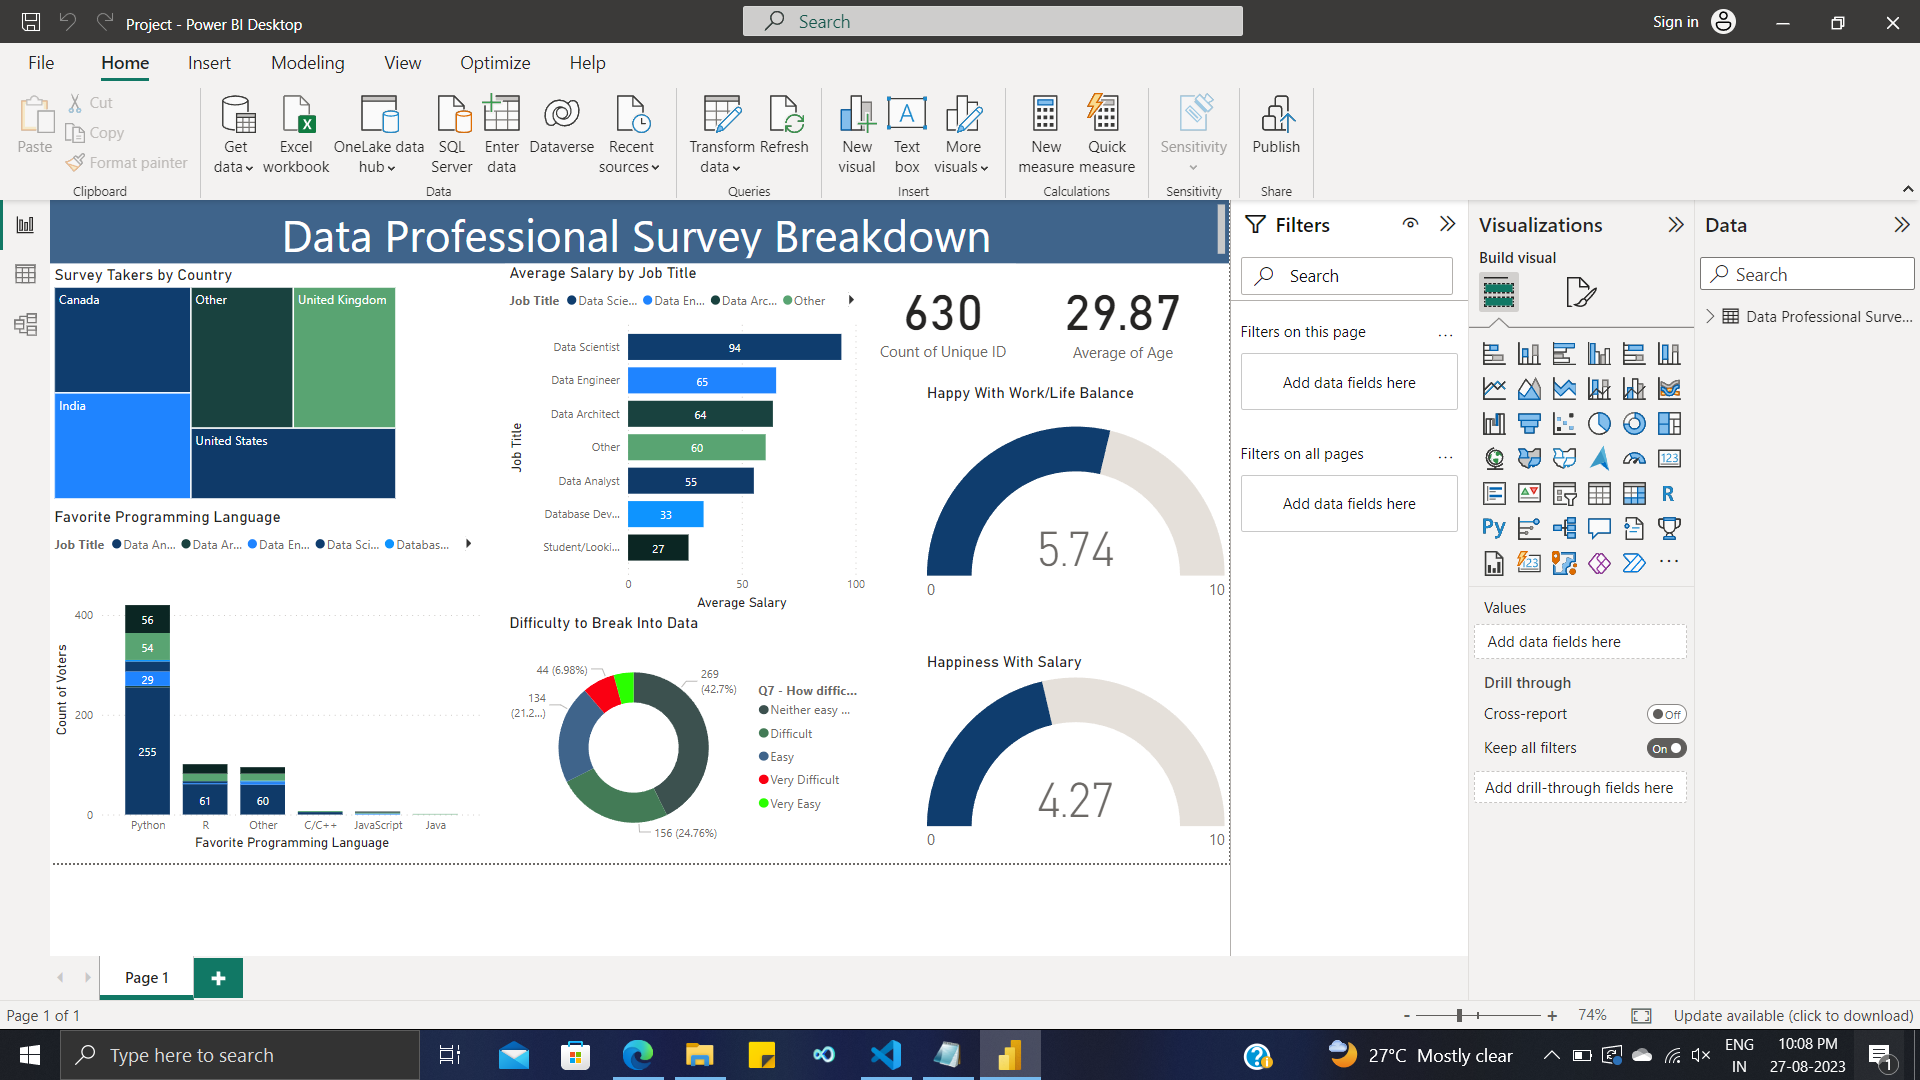 Project - Power BI Desktop
Search
Sign in
File Home Insert Modeling View Optimize Help
Paste
Cut
Copy
Format painter
Clipboard
Get data
Excel workbook
OneLake data hub
SQL Server
Enter data
Dataverse
Recent sources
Data
Transform data
Refresh
Queries
New visual
Text box
More visuals
Insert
New measure
Quick measure
Calculations
Sensitivity
Sensitivity
Publish
Share
Data Professional Survey Breakdown
Survey Takers by Country
Canada
Other
United Kingdom
India
United States
Favorite Programming Language
Job Title Data An... Data Ar... Data En... Data Sci... Databas...
Count of Voters
400
200
0
56
54
29
255
61
60
Python R Other C/C++ JavaScript Java
Favorite Programming Language
Average Salary by Job Title
Job Title Data Scie... Data En... Data Arc... Other
Job Title
Data Scientist 94
Data Engineer 65
Data Architect 64
Other 60
Data Analyst 55
Database Dev... 33
Student/Looki... 27
0 50 100
Average Salary
Difficulty to Break Into Data
44 (6.98%)
269 (42.7%)
134 (21.2...)
156 (24.76%)
Q7 - How diffic...
Neither easy ...
Difficult
Easy
Very Difficult
Very Easy
630
Count of Unique ID
29.87
Average of Age
Happy With Work/Life Balance
5.74
0 10
Happiness With Salary
4.27
0 10
Filters
Search
Filters on this page ...
Add data fields here
Filters on all pages ...
Add data fields here
Visualizations
Build visual
123
R
Py
123
...
Values
Add data fields here
Drill through
Cross-report Off
Keep all filters On
Add drill-through fields here
Data
Search
Data Professional Surve...
Page 1
+
Page 1 of 1
- + 74%
Update available (click to download)
Type here to search
27°C Mostly clear
ENG
IN
10:08 PM
27-08-2023
1